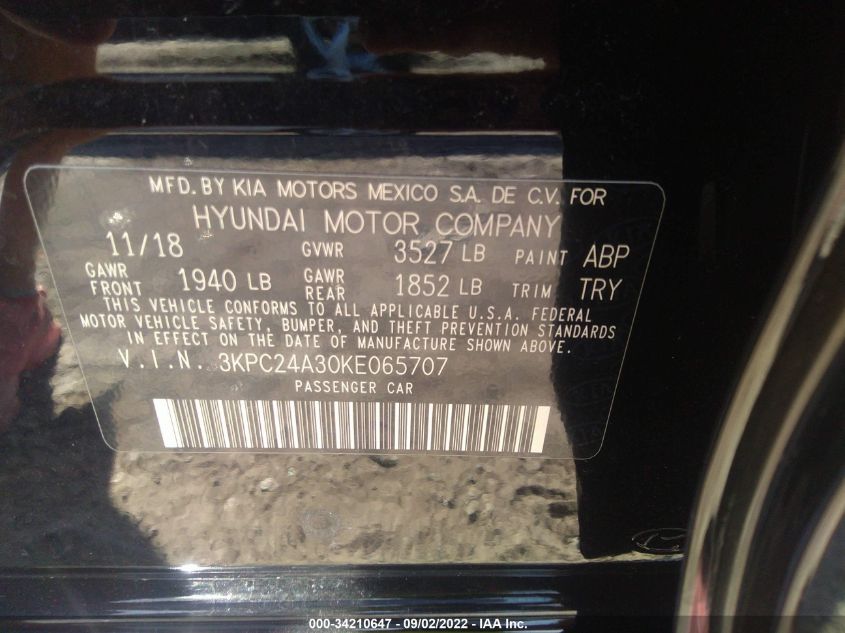 MFD. BY KIA MOTORS MEXICO S.A. DE C.V. FOR
HYUNDAI MOTOR COMPANY
11/18 GVWR 3527 LB PAINT ABP
GAWR FRONT 1940 LB GAWR REAR 1852 LB TRIM TRY
THIS VEHICLE CONFORMS TO ALL APPLICABLE U.S.A. FEDERAL
MOTOR VEHICLE SAFETY, BUMPER, AND THEFT PREVENTION STANDARDS
IN EFFECT ON THE DATE OF MANUFACTURE SHOWN ABOVE.
V.I.N. 3KPC24A30KE065707
PASSENGER CAR
000-34210647 - 09/02/2022 - IAA Inc.